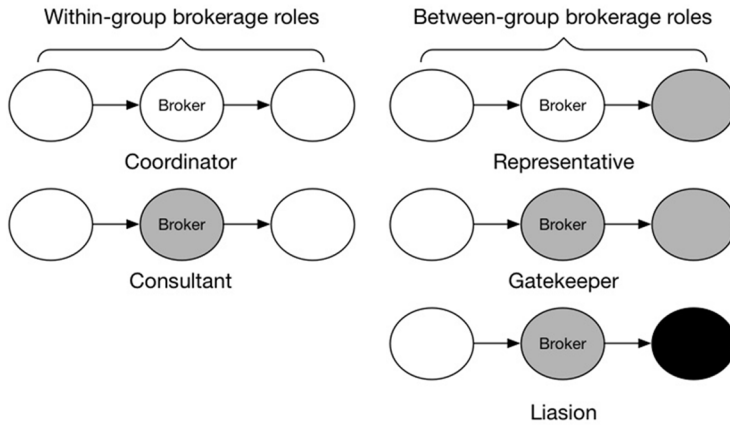 Within-group brokerage roles
Broker
Coordinator
Broker
Consultant
Between-group brokerage roles
Broker
Representative
Broker
Gatekeeper
Broker
Liasion